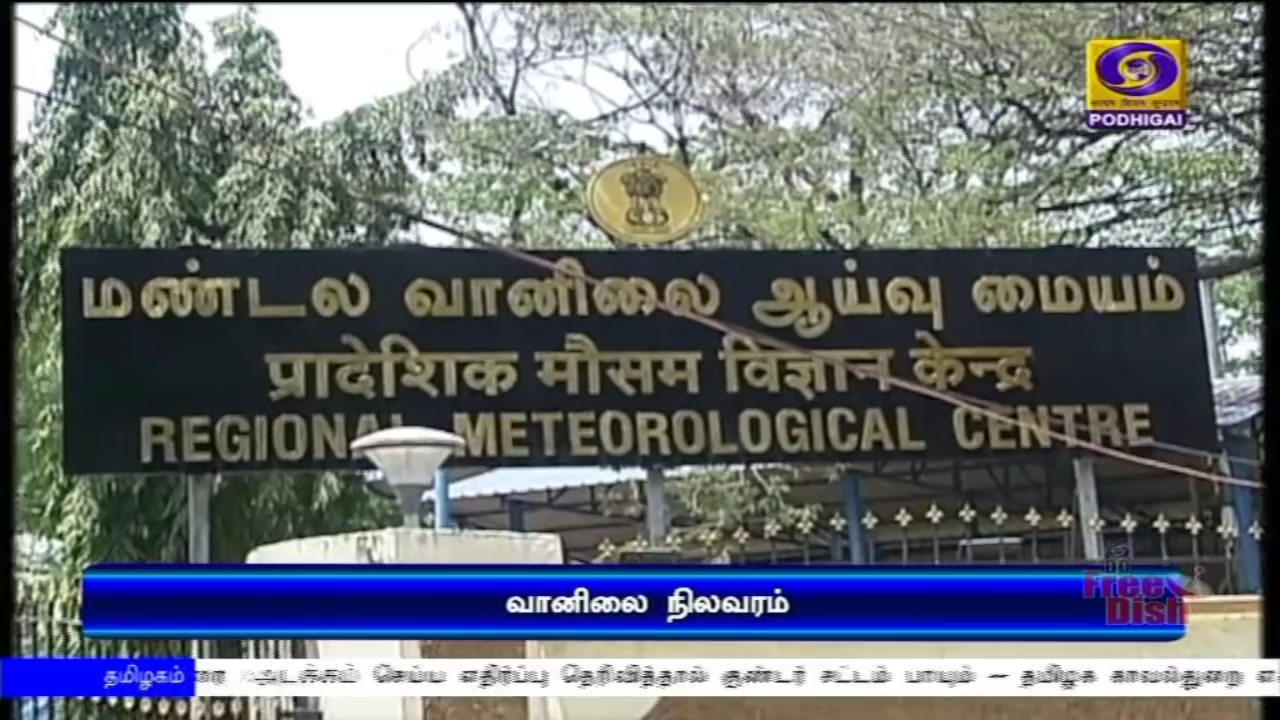 PODHIGAI
மண்டல வானிலை ஆய்வு மையம்
प्रादेशिक मौसम विज्ञान केन्द्र
REGIONAL METEOROLOGICAL CENTRE
வானிலை நிலவரம்
DD Free Dish
தமிழகம்
செய்ய எதிர்ப்பு தெரிவித்தால் குண்டர் சட்டம் பாயும் – தமிழக காவல்துறை